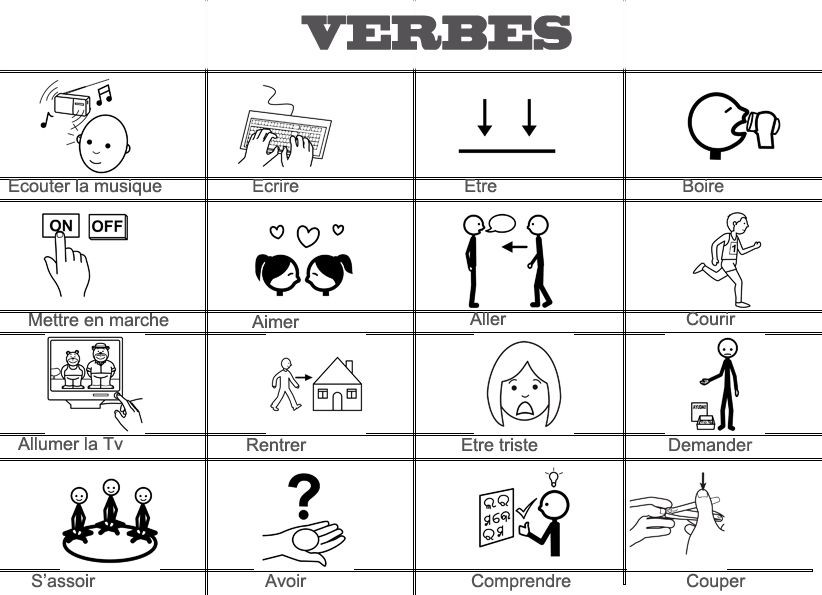 VERBES
Ecouter la musique
Ecrire
Etre
Boire
ON OFF
1
Mettre en marche
Aimer
Aller
Courir
Allumer la Tv
Rentrer
Etre triste
Demander
?
S’assoir
Avoir
Comprendre
Couper